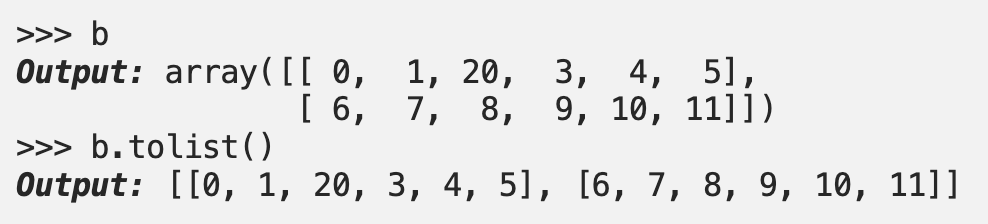 >>> b
Output: array([[ 0,  1, 20,  3,  4,  5],
               [ 6,  7,  8,  9, 10, 11]])
>>> b.tolist()
Output: [[0, 1, 20, 3, 4, 5], [6, 7, 8, 9, 10, 11]]